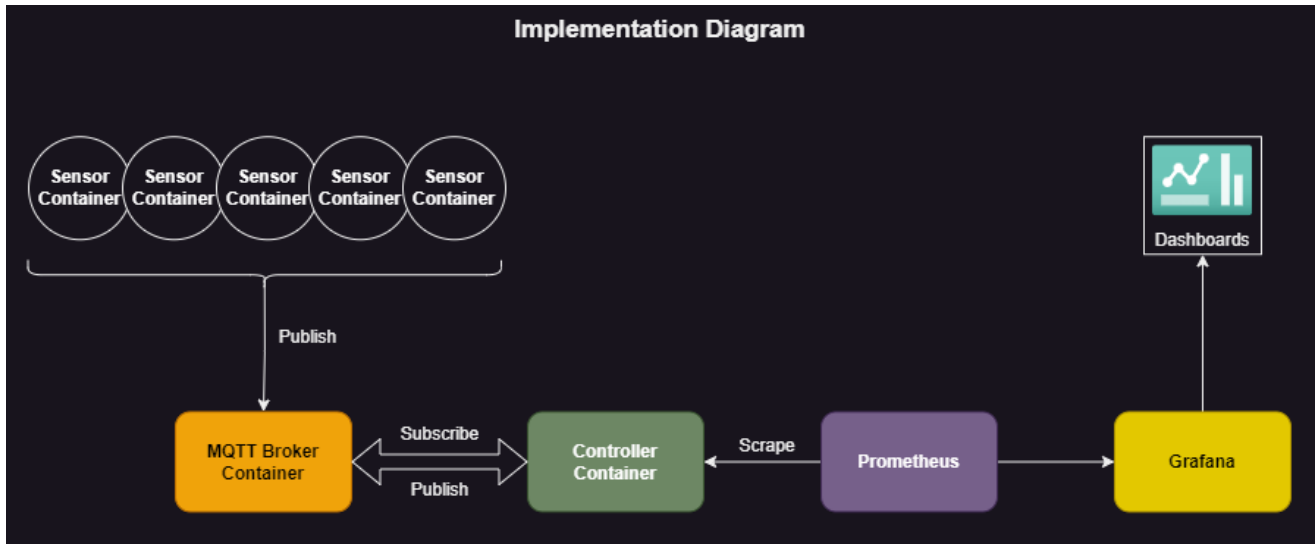 Implementation Diagram
Sensor
Container
Sensor
Container
Sensor
Container
Sensor
Container
Sensor
Container
Dashboards
Publish
MQTT Broker
Container
Subscribe
Publish
Controller
Container
Scrape
Prometheus
Grafana